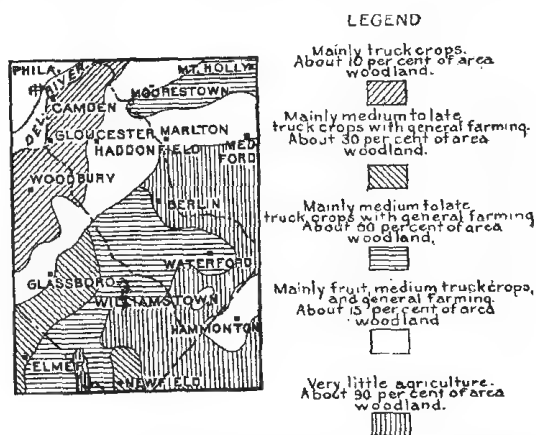 LEGEND
Mainly truck crops.
About 10 per cent of area
woodland.
Mainly medium to late
truck crops with general farming.
About 30 per cent of area
woodland.
Mainly medium to late
truck crops with general farming
About 60 per cent of area
woodland,
Mainly fruit, medium truck crops,
and general farming.
About 15 per cent of area
woodland
Very little agriculture.
About 90 per cent of area
woodland.
PHILA.
DEL. RIVER
MT. HOLLY
MOORESTOWN
CAMDEN
GLOUCESTER
MARLTON
HADDONFIELD
MED
FORD
WOODBURY
BERLIN
WATERFORD
GLASSBORO
WILLIAMSTOWN
HAMMONTON
ELMER
NEWFIELD